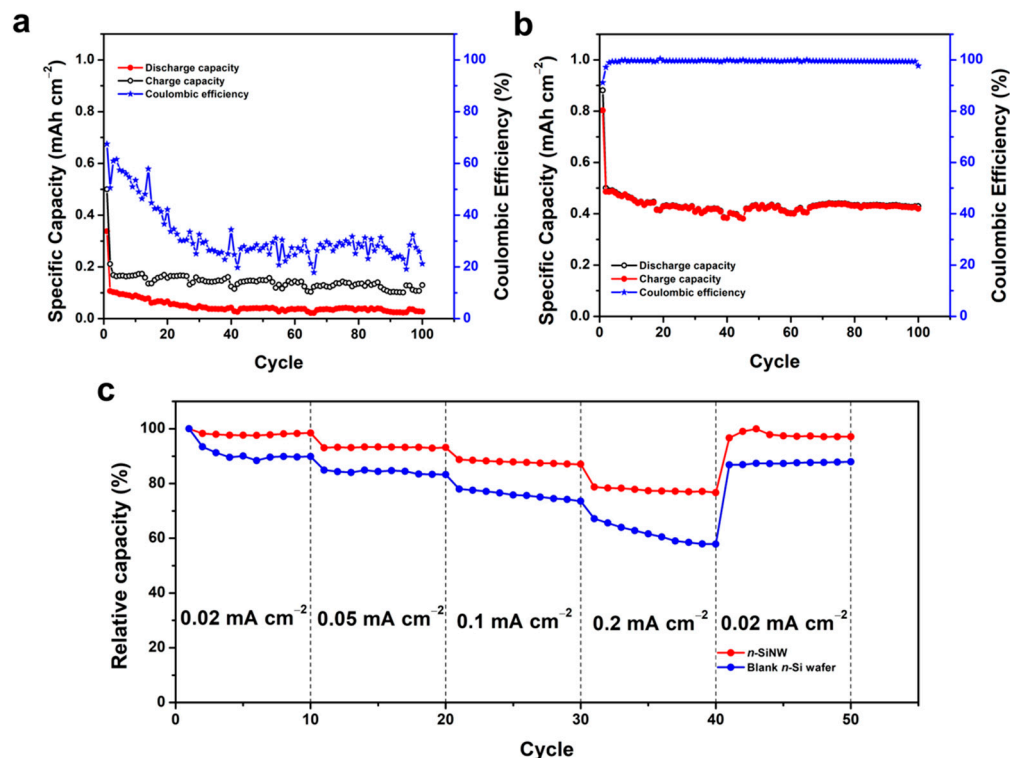 a
Discharge capacity
Charge capacity
Coulombic efficiency
Specific Capacity (mAh cm⁻²)
1.0
0.8
0.6
0.4
0.2
0.0
Coulombic Efficiency (%)
100
80
60
40
20
0
0 20 40 60 80 100
Cycle
b
Specific Capacity (mAh cm⁻²)
1.0
0.8
0.6
0.4
0.2
0.0
Discharge capacity
Charge capacity
Coulombic efficiency
Coulombic Efficiency (%)
100
80
60
40
20
0
0 20 40 60 80 100
Cycle
c
Relative capacity (%)
100
80
60
40
20
0
0.02 mA cm⁻² 0.05 mA cm⁻² 0.1 mA cm⁻² 0.2 mA cm⁻² 0.02 mA cm⁻²
n-SiNW
Blank n-Si wafer
0 10 20 30 40 50
Cycle